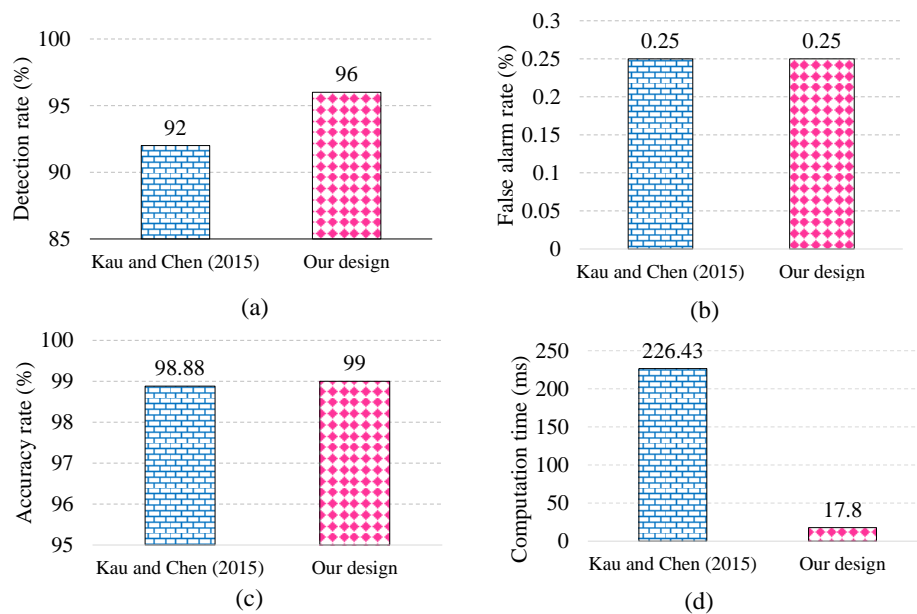 100
95
90
85
Detection rate (%)
92
96
Kau and Chen (2015) Our design
(a)
0.3
0.25
0.2
0.15
0.1
0.05
0
False alarm rate (%)
0.25 0.25
Kau and Chen (2015) Our design
(b)
100
99
98
97
96
95
Accuracy rate (%)
98.88 99
Kau and Chen (2015) Our design
(c)
250
200
150
100
50
0
Computation time (ms)
226.43
17.8
Kau and Chen (2015) Our design
(d)